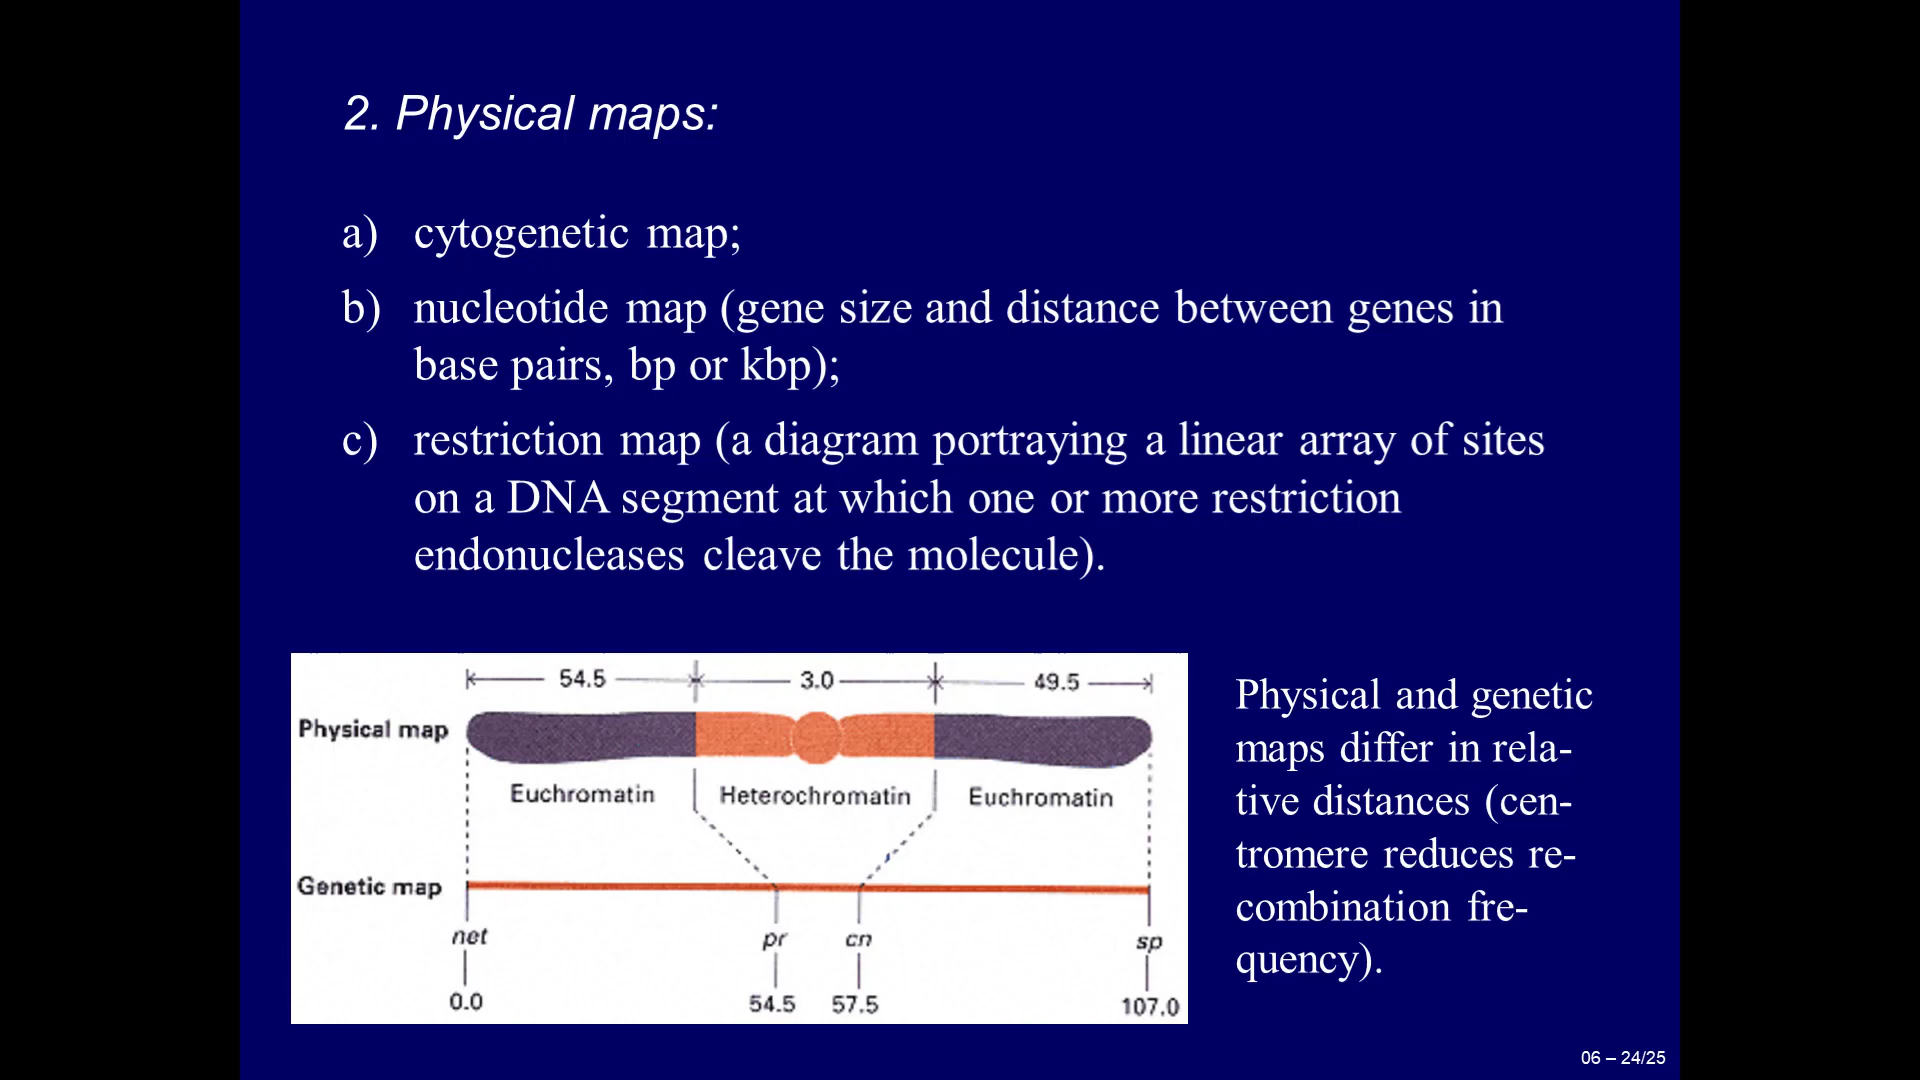 2. Physical maps:
a) cytogenetic map;
b) nucleotide map (gene size and distance between genes in
base pairs, bp or kbp);
c) restriction map (a diagram portraying a linear array of sites
on a DNA segment at which one or more restriction
endonucleases cleave the molecule).
54.5 3.0 49.5
Physical map
Euchromatin Heterochromatin Euchromatin
Genetic map
net pr cn sp
0.0 54.5 57.5 107.0
Physical and genetic
maps differ in rela-
tive distances (cen-
tromere reduces re-
combination fre-
quency).
06 – 24/25